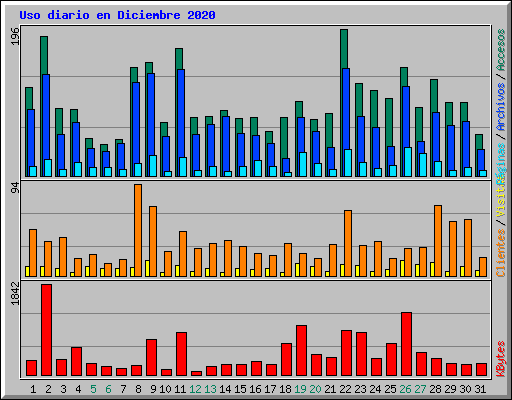 Uso diario en Diciembre 2020
196
94
1842
Accesos / Archivos / Páginas
Visitas / Clientes
KBytes
1 2 3 4 5 6 7 8 9 10 11 12 13 14 15 16 17 18 19 20 21 22 23 24 25 26 27 28 29 30 31